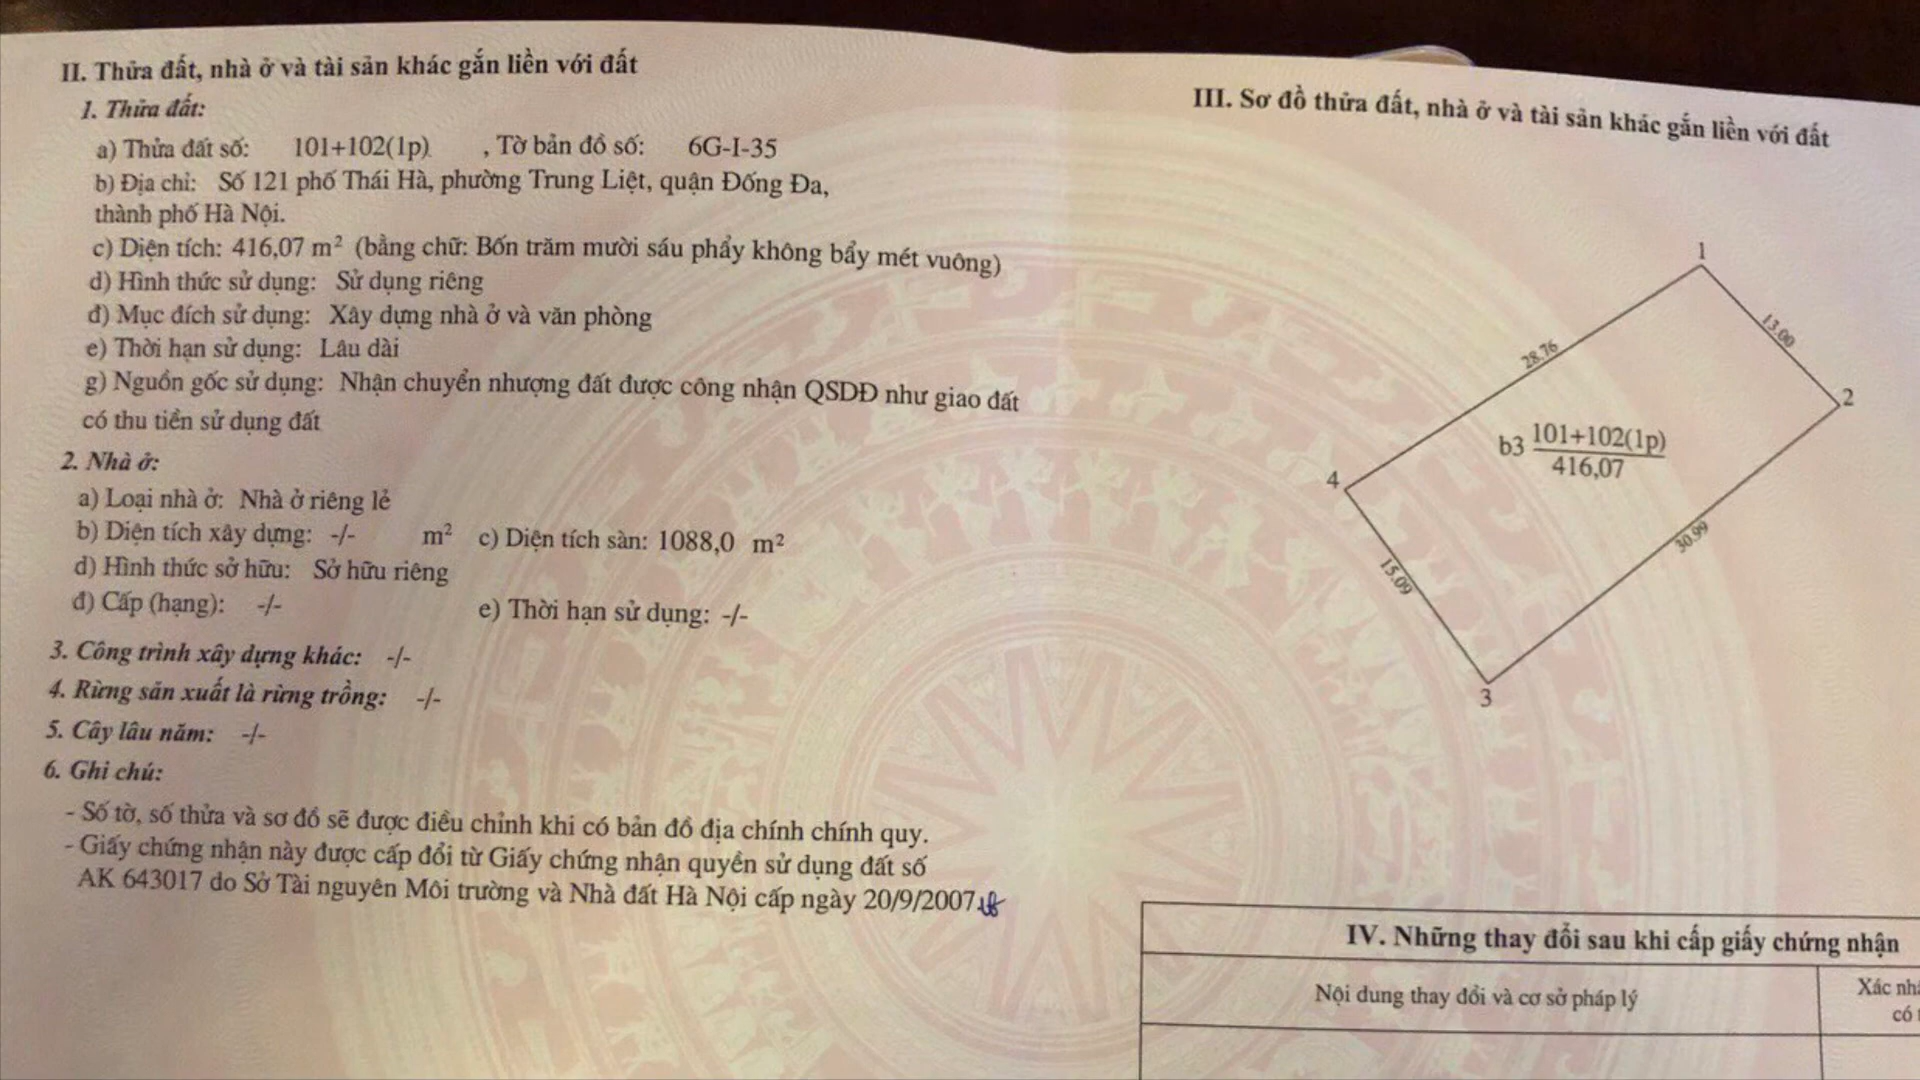 II. Thửa đất, nhà ở và tài sản khác gắn liền với đất
1. Thửa đất:
a) Thửa đất số: 101+102(1p) , Tờ bản đồ số: 6G-I-35
b) Địa chỉ: Số 121 phố Thái Hà, phường Trung Liệt, quận Đống Đa,
thành phố Hà Nội.
c) Diện tích: 416,07 m² (bằng chữ: Bốn trăm mười sáu phẩy không bẩy mét vuông)
d) Hình thức sử dụng: Sử dụng riêng
đ) Mục đích sử dụng: Xây dựng nhà ở và văn phòng
e) Thời hạn sử dụng: Lâu dài
g) Nguồn gốc sử dụng: Nhận chuyển nhượng đất được công nhận QSDĐ như giao đất
có thu tiền sử dụng đất
2. Nhà ở:
a) Loại nhà ở: Nhà ở riêng lẻ
b) Diện tích xây dựng: -/- m² c) Diện tích sàn: 1088,0 m²
d) Hình thức sở hữu: Sở hữu riêng
đ) Cấp (hạng): -/- e) Thời hạn sử dụng: -/-
3. Công trình xây dựng khác: -/-
4. Rừng sản xuất là rừng trồng: -/-
5. Cây lâu năm: -/-
6. Ghi chú:
- Số tờ, số thửa và sơ đồ sẽ được điều chỉnh khi có bản đồ địa chính chính quy.
- Giấy chứng nhận này được cấp đổi từ Giấy chứng nhận quyền sử dụng đất số
AK 643017 do Sở Tài nguyên Môi trường và Nhà đất Hà Nội cấp ngày 20/9/2007
III. Sơ đồ thửa đất, nhà ở và tài sản khác gắn liền với đất
1
13.00
28.76
2
b3 101+102(1p)
416,07
4
30.99
15.09
3
IV. Những thay đổi sau khi cấp giấy chứng nhận
Nội dung thay đổi và cơ sở pháp lý
Xác
có